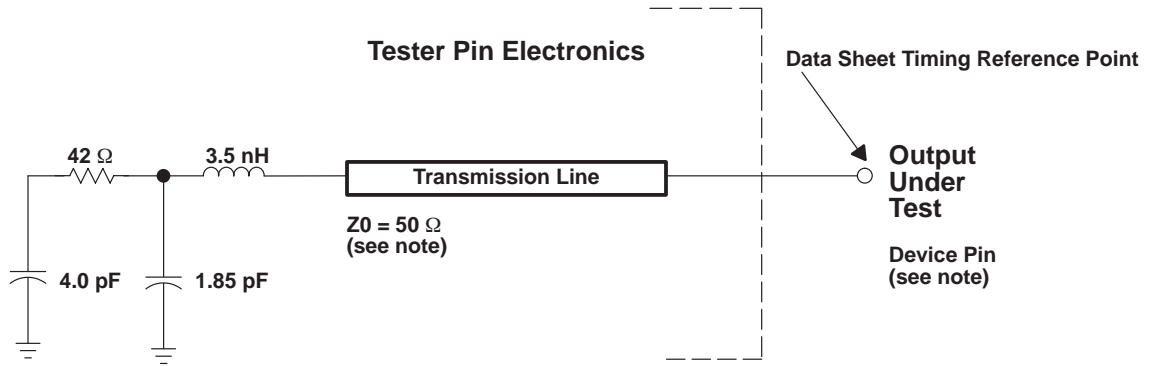 Tester Pin Electronics
Data Sheet Timing Reference Point
42 Ω
3.5 nH
Transmission Line
Output
Under
Test
Z0 = 50 Ω
(see note)
Device Pin
(see note)
4.0 pF
1.85 pF